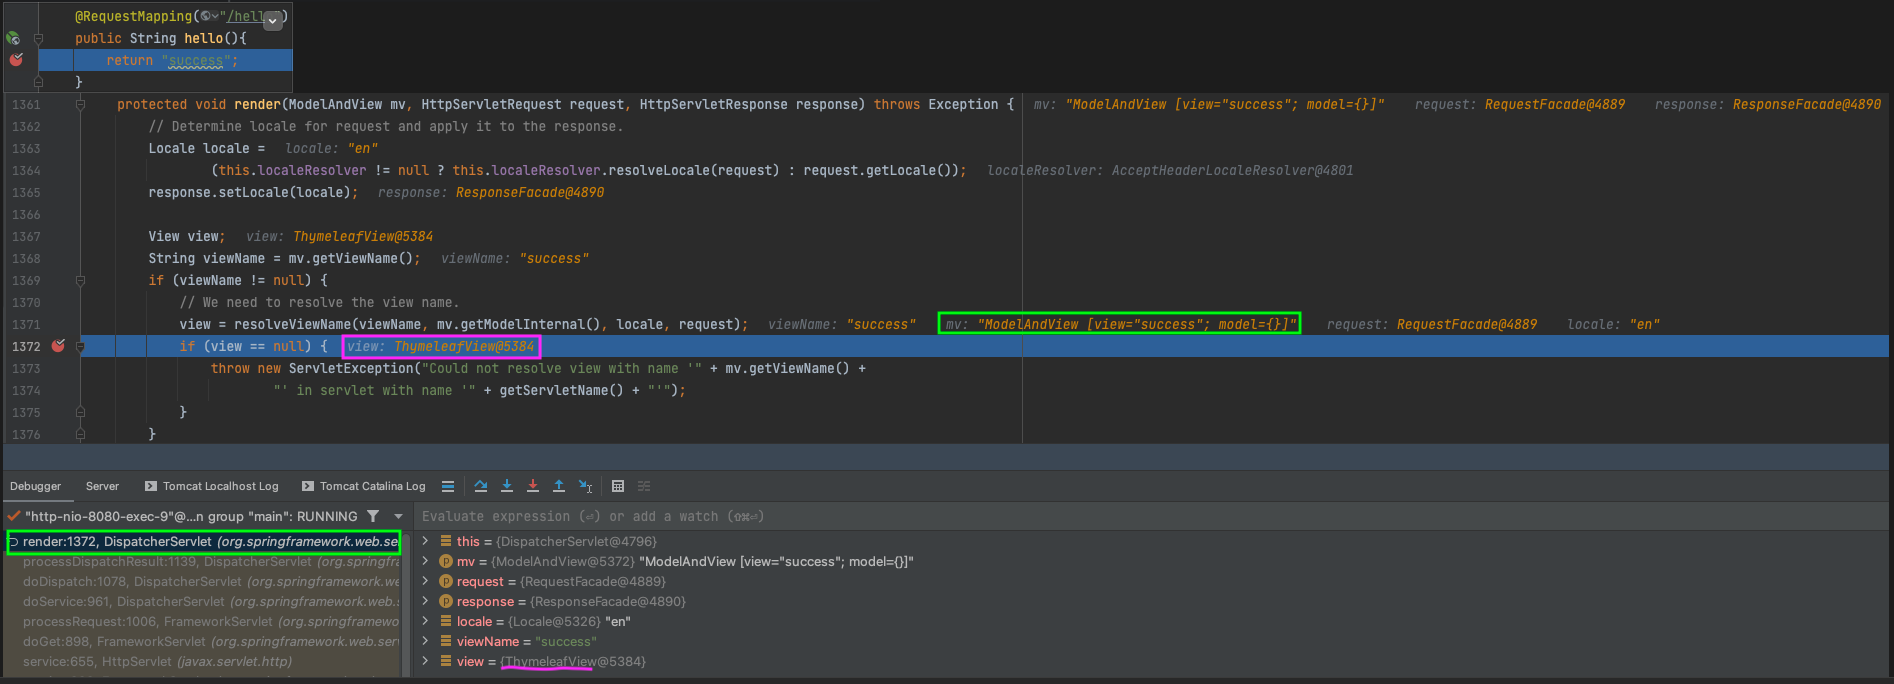 @RequestMapping("/hell")
public String hello(){
return "success";
}
1361 protected void render(ModelAndView mv, HttpServletRequest request, HttpServletResponse response) throws Exception { mv: "ModelAndView [view="success"; model={}]" request: RequestFacade@4889 response: ResponseFacade@4890
1362 // Determine locale for request and apply it to the response.
1363 Locale locale = locale: "en"
1364 (this.localeResolver != null ? this.localeResolver.resolveLocale(request) : request.getLocale()); localeResolver: AcceptHeaderLocaleResolver@4801
1365 response.setLocale(locale); response: ResponseFacade@4890
1366
1367 View view; view: ThymeleafView@5384
1368 String viewName = mv.getViewName(); viewName: "success"
1369 if (viewName != null) {
1370 // We need to resolve the view name.
1371 view = resolveViewName(viewName, mv.getModelInternal(), locale, request); viewName: "success" mv: "ModelAndView [view="success"; model={}]" request: RequestFacade@4889 locale: "en"
1372 if (view == null) { view: ThymeleafView@5384
1373 throw new ServletException("Could not resolve view with name '" + mv.getViewName() +
1374 "' in servlet with name '" + getServletName() + "'");
1375 }
1376 }
Debugger Server Tomcat Localhost Log Tomcat Catalina Log
"http-nio-8080-exec-9"@...n group "main": RUNNING
Evaluate expression (⏎) or add a watch (⇧⌘⏎)
render:1372, DispatcherServlet (org.springframework.web.se
processDispatchResult:1139, DispatcherServlet (org.springfra
doDispatch:1078, DispatcherServlet (org.springframework.we
doService:961, DispatcherServlet (org.springframework.web.s
processRequest:1006, FrameworkServlet (org.springframewo
doGet:898, FrameworkServlet (org.springframework.web.serv
service:655, HttpServlet (javax.servlet.http)
this = {DispatcherServlet@4796}
p mv = {ModelAndView@5372} "ModelAndView [view="success"; model={}]"
p request = {RequestFacade@4889}
p response = {ResponseFacade@4890}
locale = {Locale@5326} "en"
viewName = "success"
view = {ThymeleafView@5384}